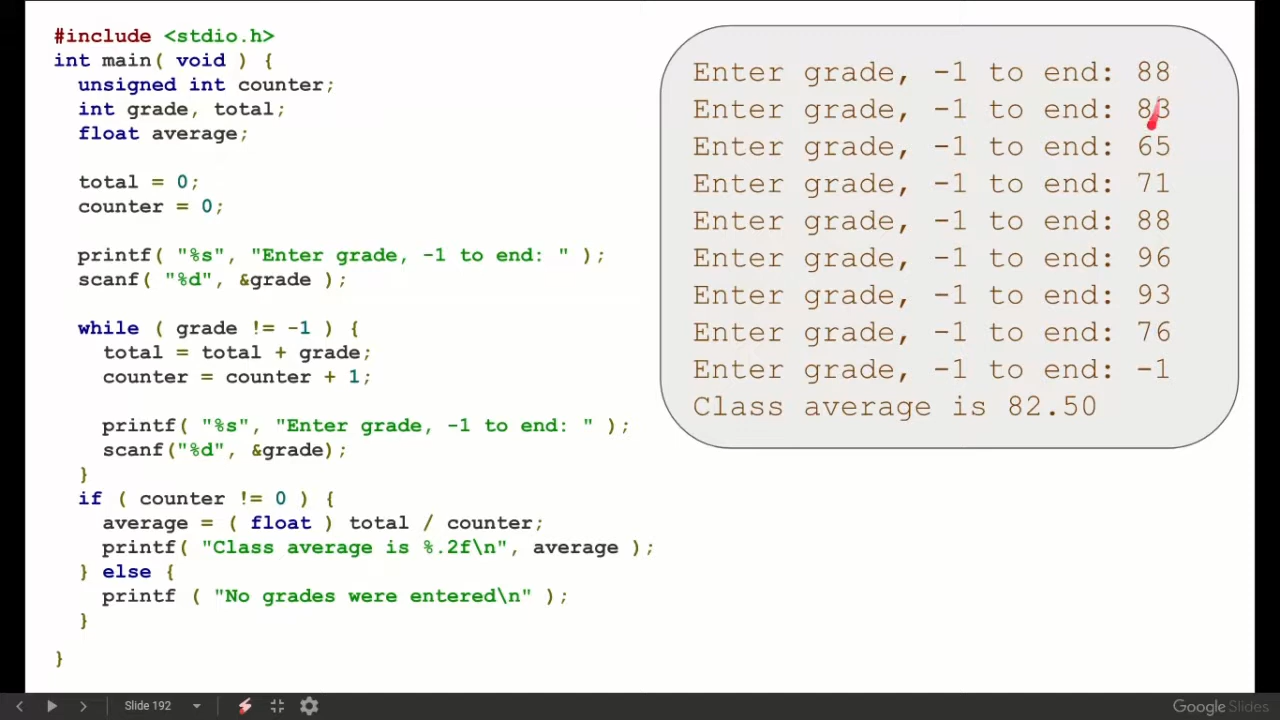 #include <stdio.h>
int main( void ) {
unsigned int counter;
int grade, total;
float average;
total = 0;
counter = 0;
printf( "%s", "Enter grade, -1 to end: " );
scanf( "%d", &grade );
while ( grade != -1 ) {
total = total + grade;
counter = counter + 1;
printf( "%s", "Enter grade, -1 to end: " );
scanf("%d", &grade);
}
if ( counter != 0 ) {
average = ( float ) total / counter;
printf( "Class average is %.2f\n", average );
} else {
printf ( "No grades were entered\n" );
}
}
Enter grade, -1 to end: 88
Enter grade, -1 to end: 83
Enter grade, -1 to end: 65
Enter grade, -1 to end: 71
Enter grade, -1 to end: 88
Enter grade, -1 to end: 96
Enter grade, -1 to end: 93
Enter grade, -1 to end: 76
Enter grade, -1 to end: -1
Class average is 82.50
Slide 192
Google Slides